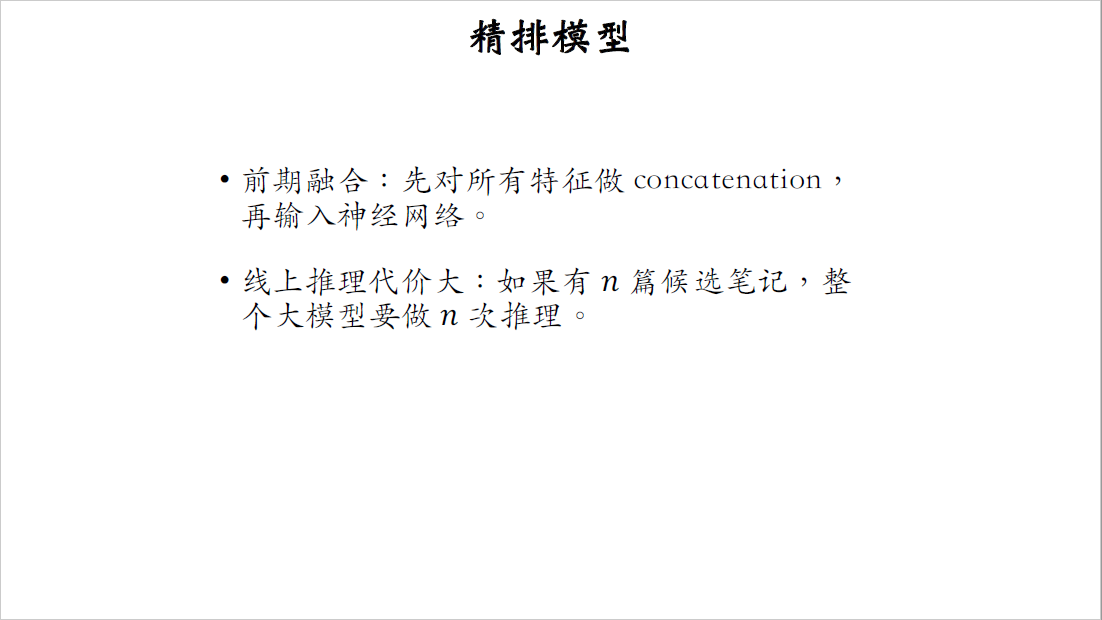 精排模型
• 前期融合：先对所有特征做 concatenation，
再输入神经网络。
• 线上推理代价大：如果有 n 篇候选笔记，整
个大模型要做 n 次推理。